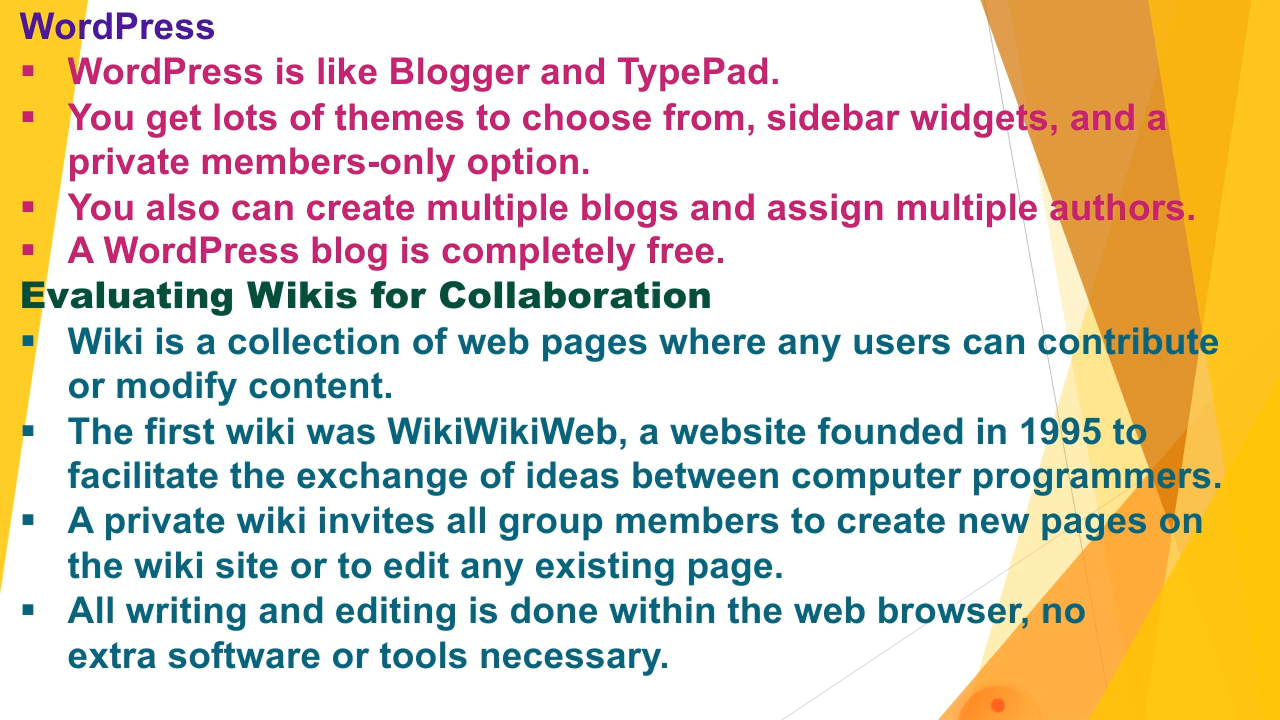 WordPress
▪ WordPress is like Blogger and TypePad.
▪ You get lots of themes to choose from, sidebar widgets, and a
private members-only option.
▪ You also can create multiple blogs and assign multiple authors.
▪ A WordPress blog is completely free.
Evaluating Wikis for Collaboration
▪ Wiki is a collection of web pages where any users can contribute
or modify content.
▪ The first wiki was WikiWikiWeb, a website founded in 1995 to
facilitate the exchange of ideas between computer programmers.
▪ A private wiki invites all group members to create new pages on
the wiki site or to edit any existing page.
▪ All writing and editing is done within the web browser, no
extra software or tools necessary.